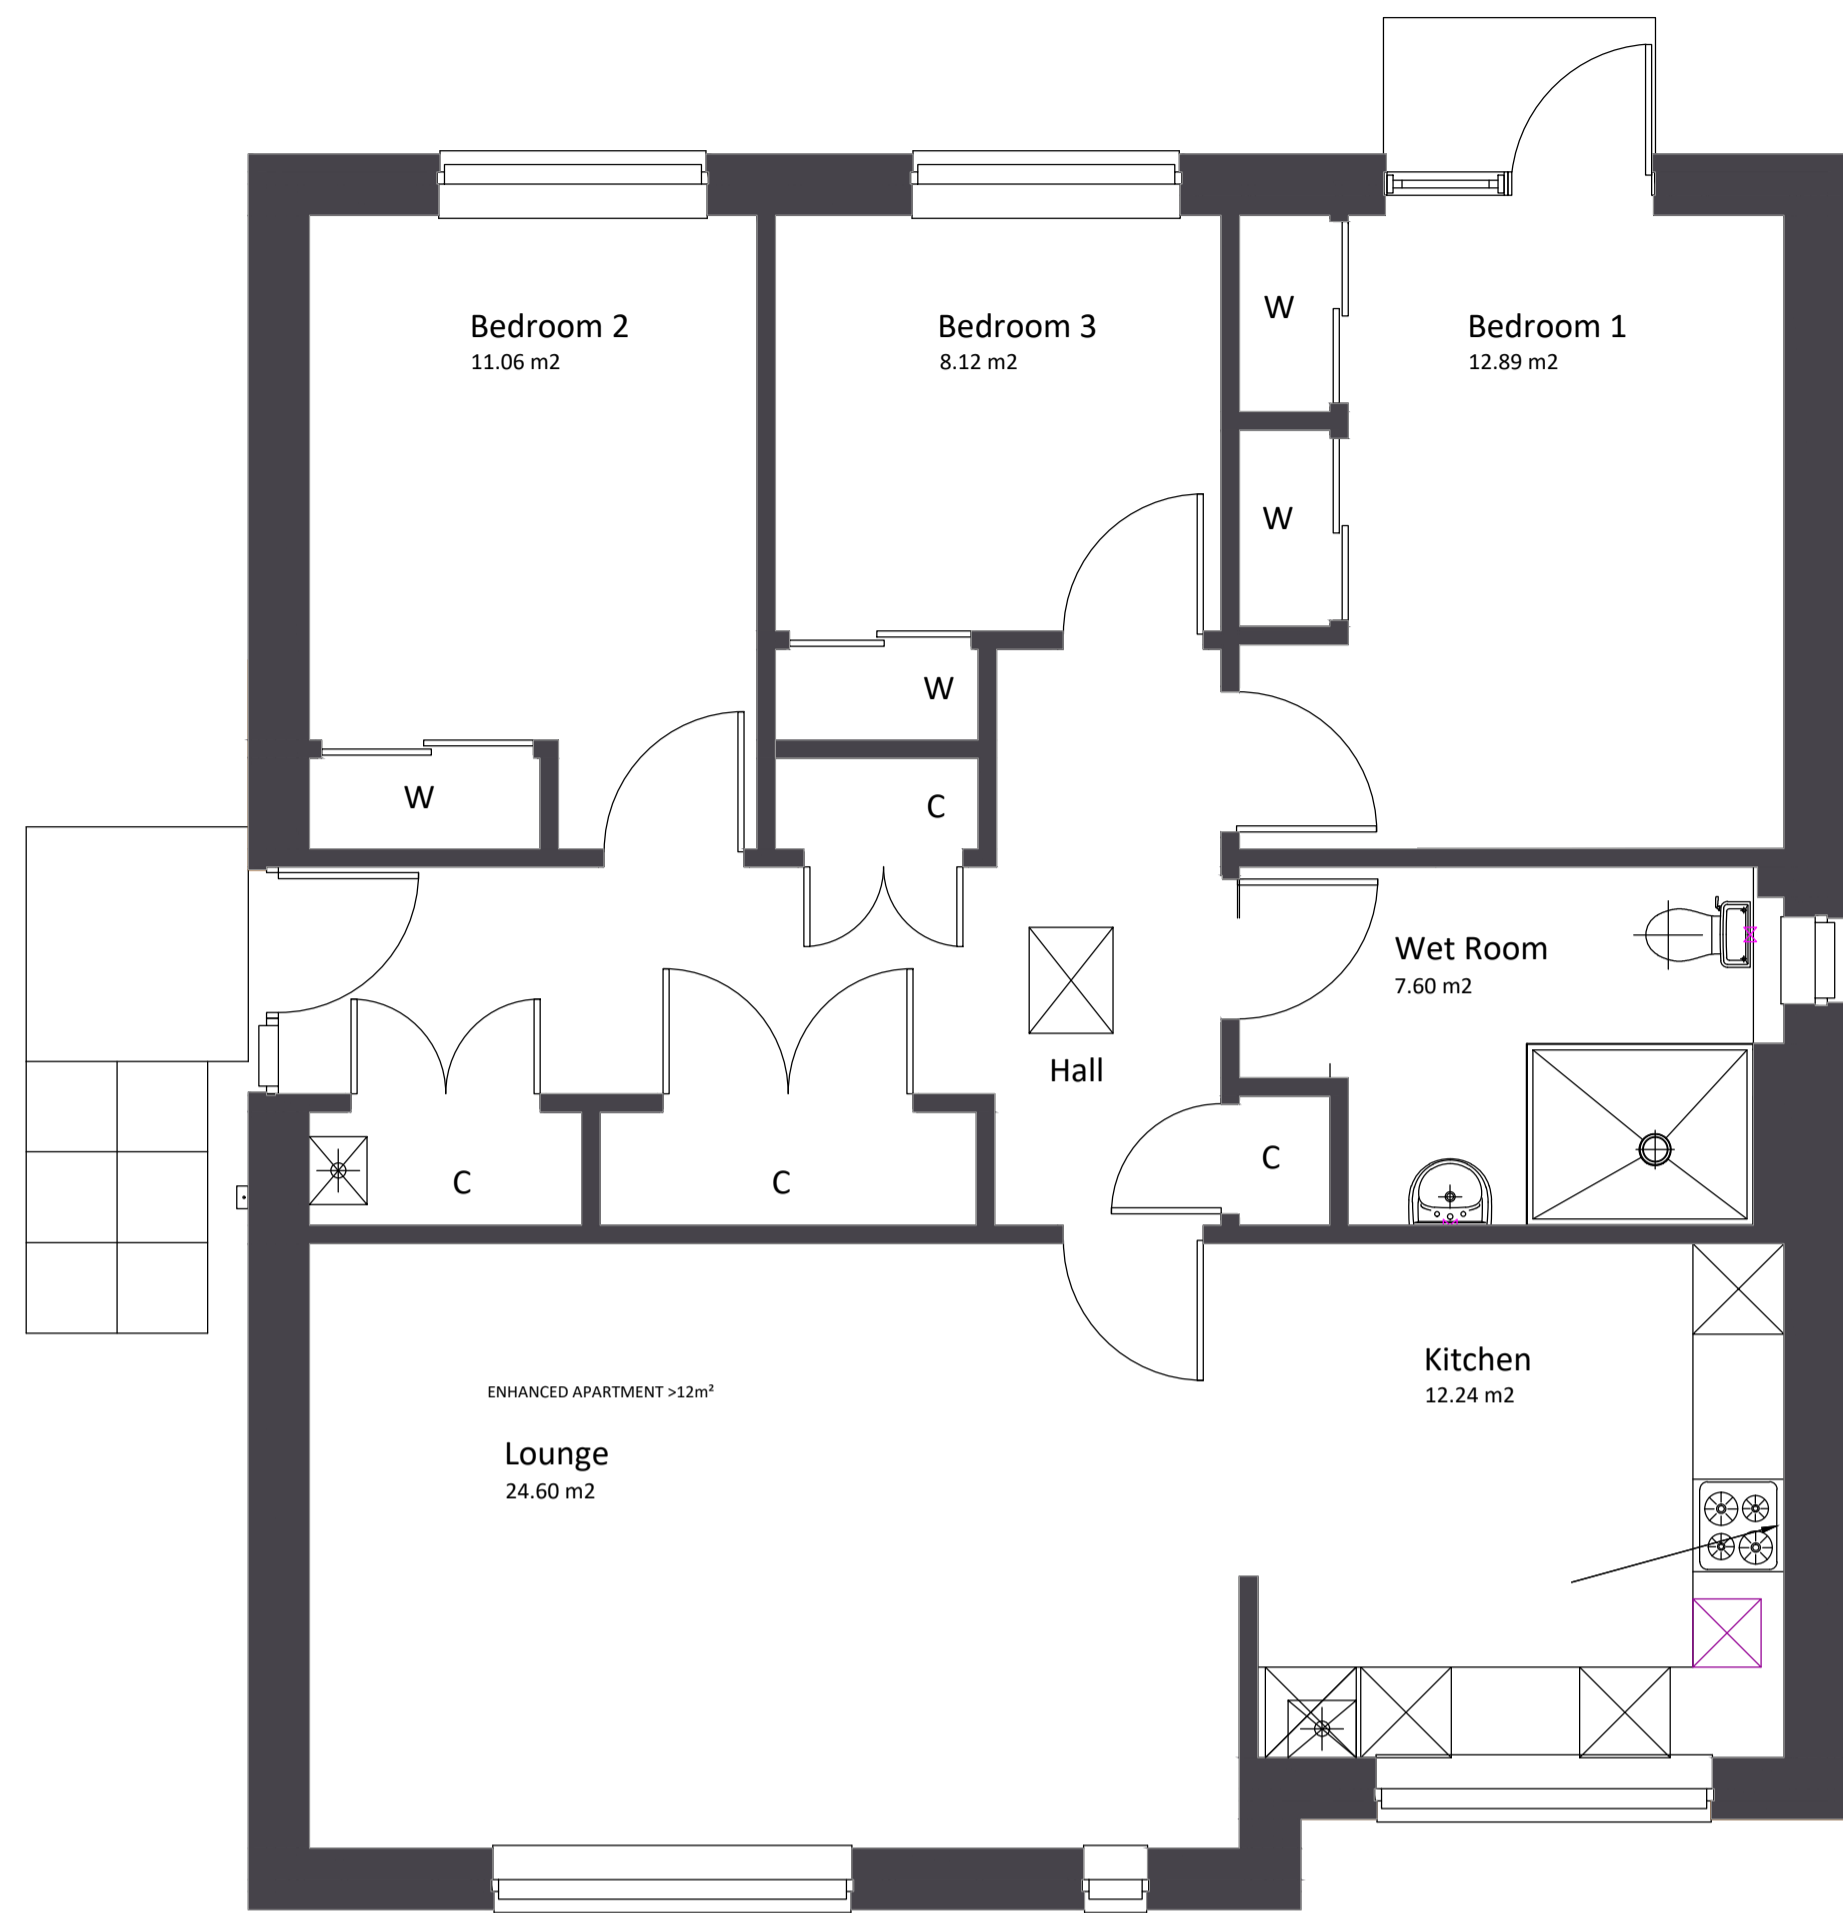 Bedroom 2
11.06 m2
Bedroom 3
8.12 m2
W
Bedroom 1
12.89 m2
W
W
W
C
Wet Room
7.60 m2
Hall
C
C
C
ENHANCED APARTMENT >12m²
Lounge
24.60 m2
Kitchen
12.24 m2